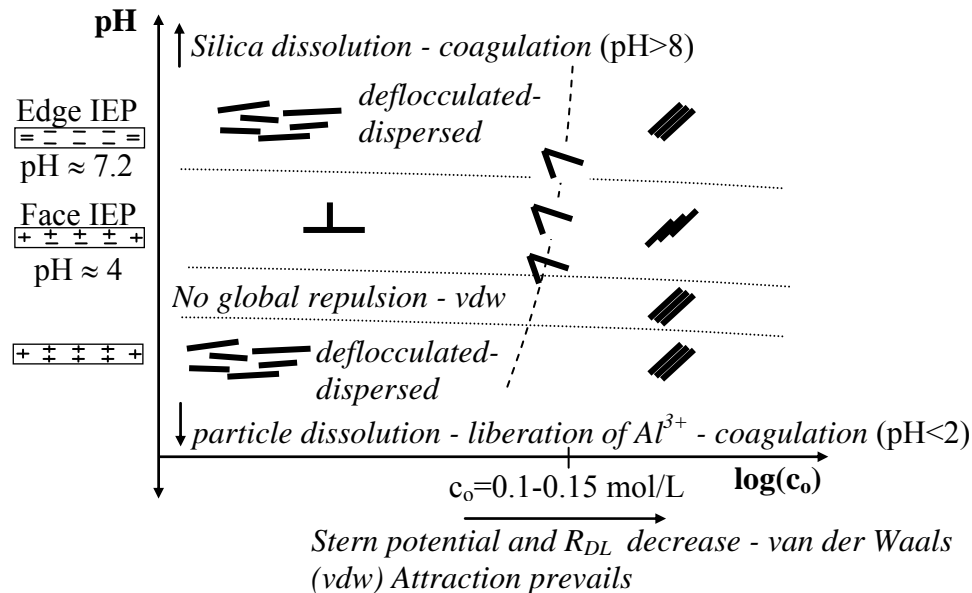 pH
Silica dissolution - coagulation (pH>8)
deflocculated-
dispersed
Edge IEP
= − − − − − − =
pH ≈ 7.2
Face IEP
+ ± ± ± +
pH ≈ 4
No global repulsion - vdw
+ ‡ ‡ ‡ +
deflocculated-
dispersed
particle dissolution - liberation of Al³⁺ - coagulation (pH<2)
cₒ=0.1-0.15 mol/L
log(cₒ)
Stern potential and R_DL decrease - van der Waals
(vdw) Attraction prevails